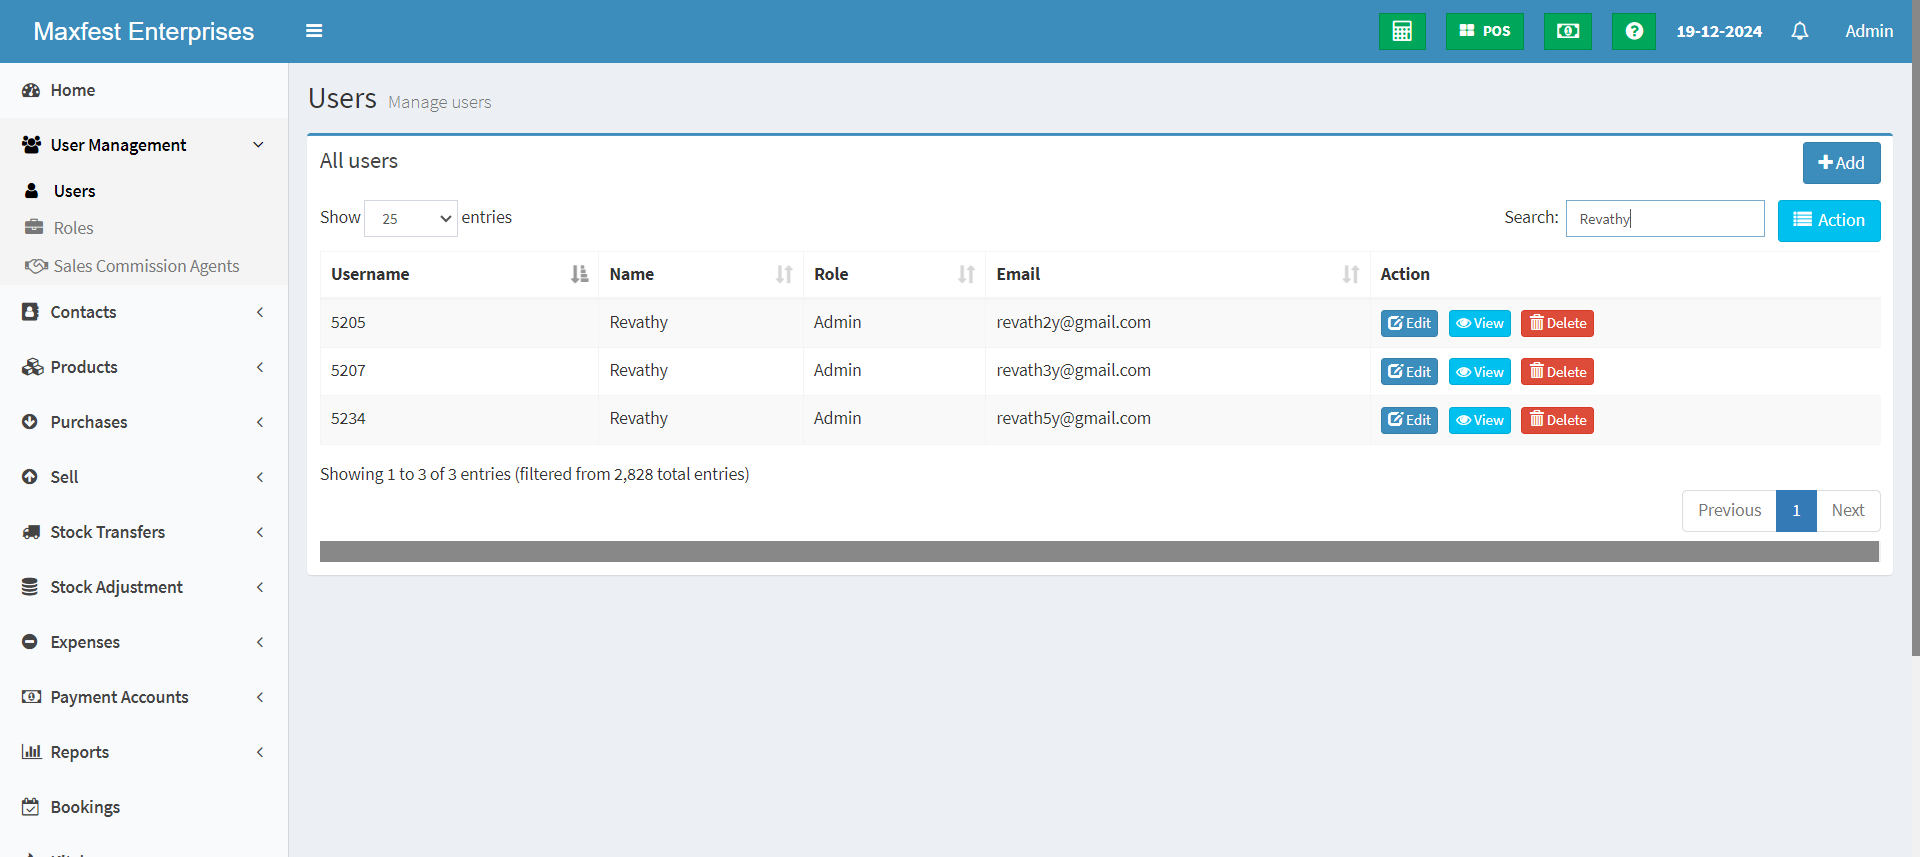 Maxfest Enterprises
POS
19-12-2024
Admin
Home
User Management
Users
Roles
Sales Commission Agents
Contacts
Products
Purchases
Sell
Stock Transfers
Stock Adjustment
Expenses
Payment Accounts
Reports
Bookings
Users Manage users
All users
Add
Show 25 entries
Search: Revathy
Action
Username Name Role Email Action
5205 Revathy Admin revath2y@gmail.com Edit View Delete
5207 Revathy Admin revath3y@gmail.com Edit View Delete
5234 Revathy Admin revath5y@gmail.com Edit View Delete
Showing 1 to 3 of 3 entries (filtered from 2,828 total entries)
Previous 1 Next